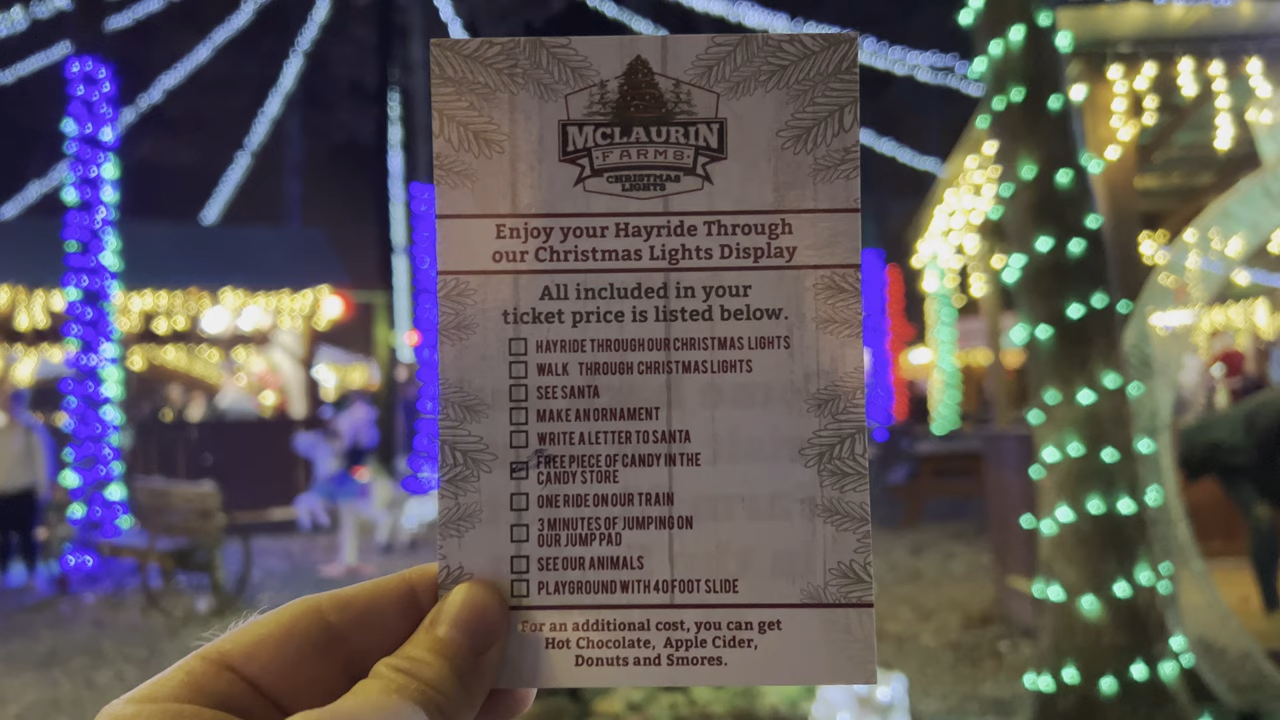 MCLAURIN
FARMS
CHRISTMAS
LIGHTS
Enjoy your Hayride Through
our Christmas Lights Display
All included in your
ticket price is listed below.
HAYRIDE THROUGH OUR CHRISTMAS LIGHTS
WALK THROUGH CHRISTMAS LIGHTS
SEE SANTA
MAKE AN ORNAMENT
WRITE A LETTER TO SANTA
FREE PIECE OF CANDY IN THE
CANDY STORE
ONE RIDE ON OUR TRAIN
3 MINUTES OF JUMPING ON
OUR JUMP PAD
SEE OUR ANIMALS
PLAYGROUND WITH 40 FOOT SLIDE
For an additional cost, you can get
Hot Chocolate, Apple Cider,
Donuts and Smores.